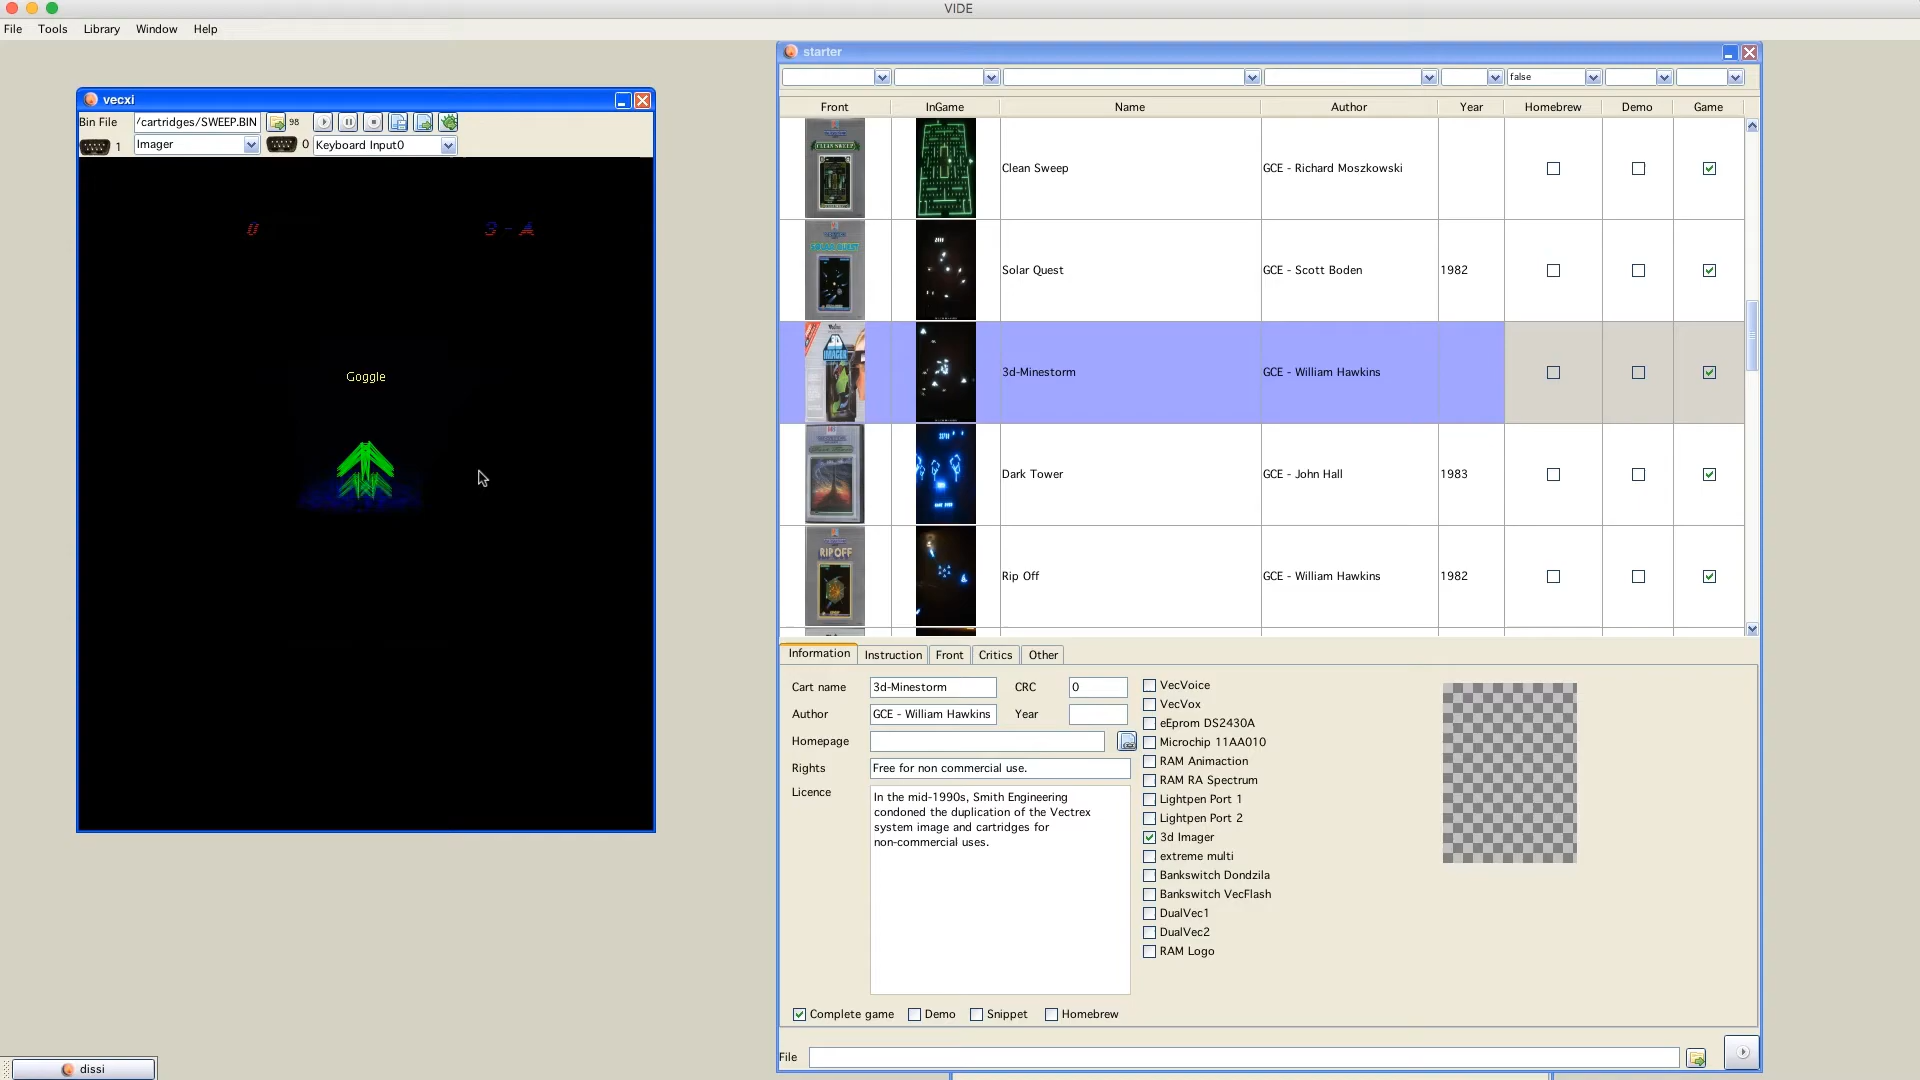 VIDE
File Tools Library Window Help
vecxi
Bin File /cartridges/SWEEP.BIN 98
1 Imager 0 Keyboard Input0
0 3-A
Goggle
starter
false
Front InGame Name Author Year Homebrew Demo Game
CLEAN SWEEP Clean Sweep GCE - Richard Moszkowski
SOLAR QUEST Solar Quest GCE - Scott Boden 1982
3D IMAGER 3d-Minestorm GCE - William Hawkins
Dark Tower GCE - John Hall 1983
RIPOFF Rip Off GCE - William Hawkins 1982
Information Instruction Front Critics Other
Cart name 3d-Minestorm CRC 0
Author GCE - William Hawkins Year
Homepage
Rights Free for non commercial use.
Licence In the mid-1990s, Smith Engineering
condoned the duplication of the Vectrex
system image and cartridges for
non-commercial uses.
VecVoice
VecVox
eEprom DS2430A
Microchip 11AA010
RAM Animaction
RAM RA Spectrum
Lightpen Port 1
Lightpen Port 2
3d Imager
extreme multi
Bankswitch Dondzila
Bankswitch VecFlash
DualVec1
DualVec2
RAM Logo
Complete game Demo Snippet Homebrew
File
dissi